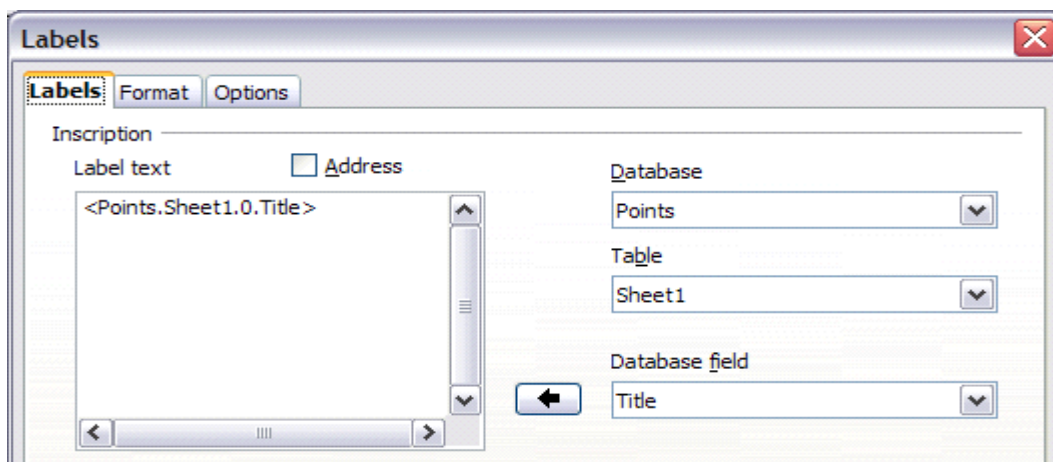 Labels
Labels Format Options
Inscription
Label text Address
<Points.Sheet1.0.Title>
Database
Points
Table
Sheet1
Database field
Title